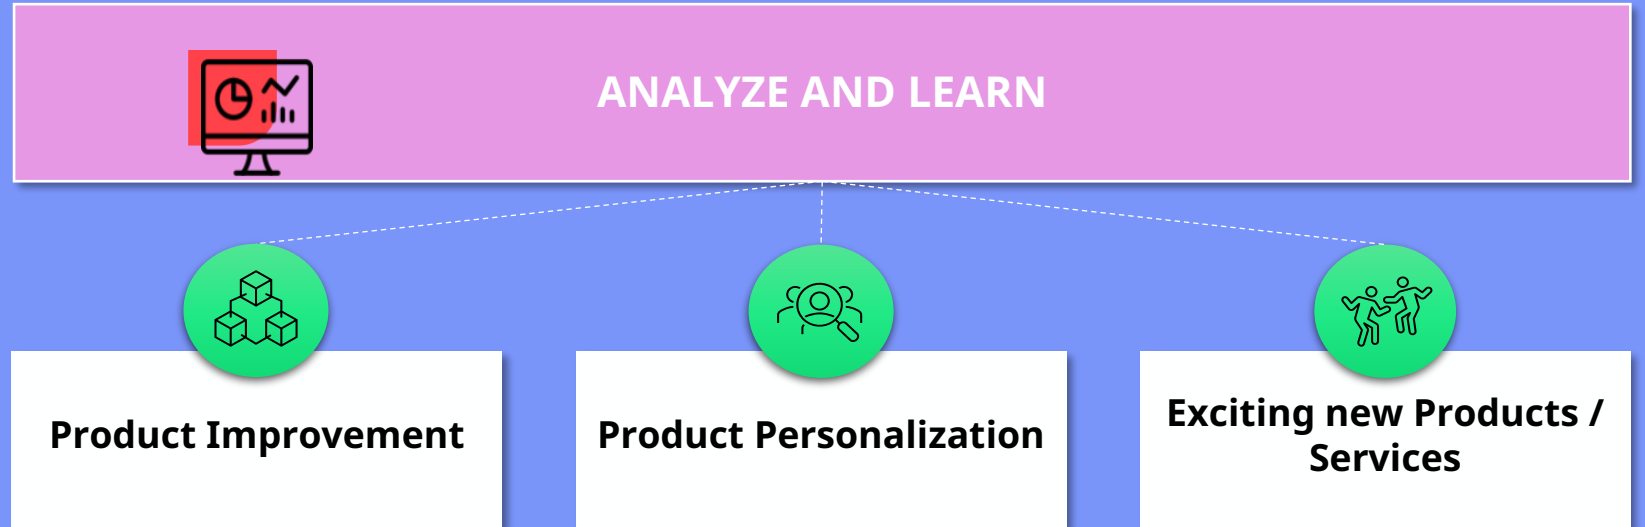 ANALYZE AND LEARN
Product Improvement
Product Personalization
Exciting new Products /
Services